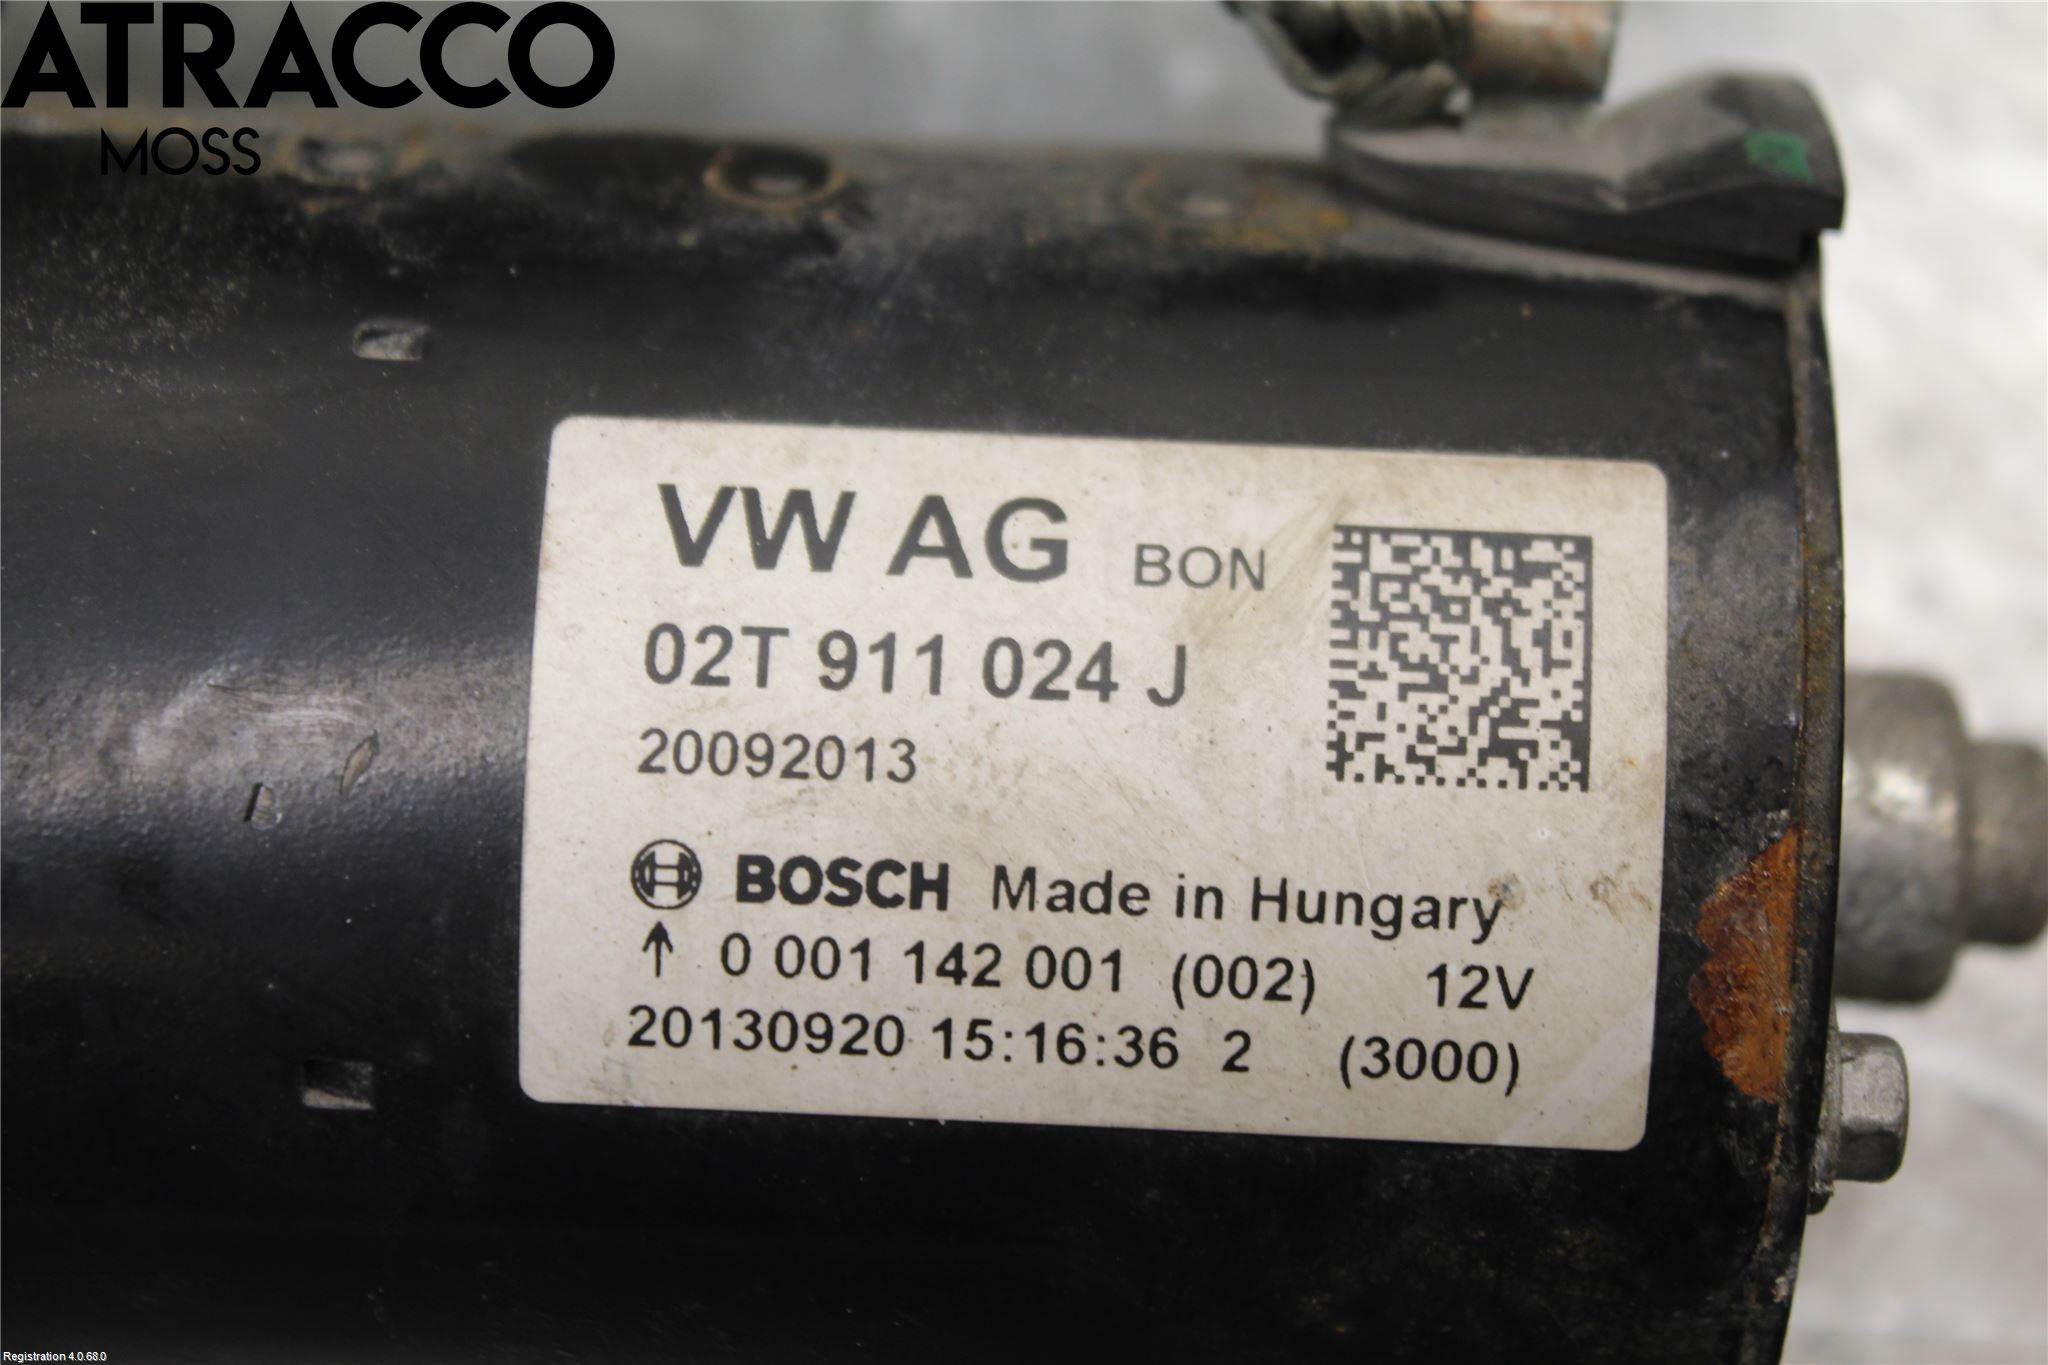 ATRACCO
MOSS
VW AG BON
02T 911 024 J
20092013
BOSCH Made in Hungary
↑ 0 001 142 001 (002) 12V
20130920 15:16:36 2 (3000)
Registration 4.0.68.0